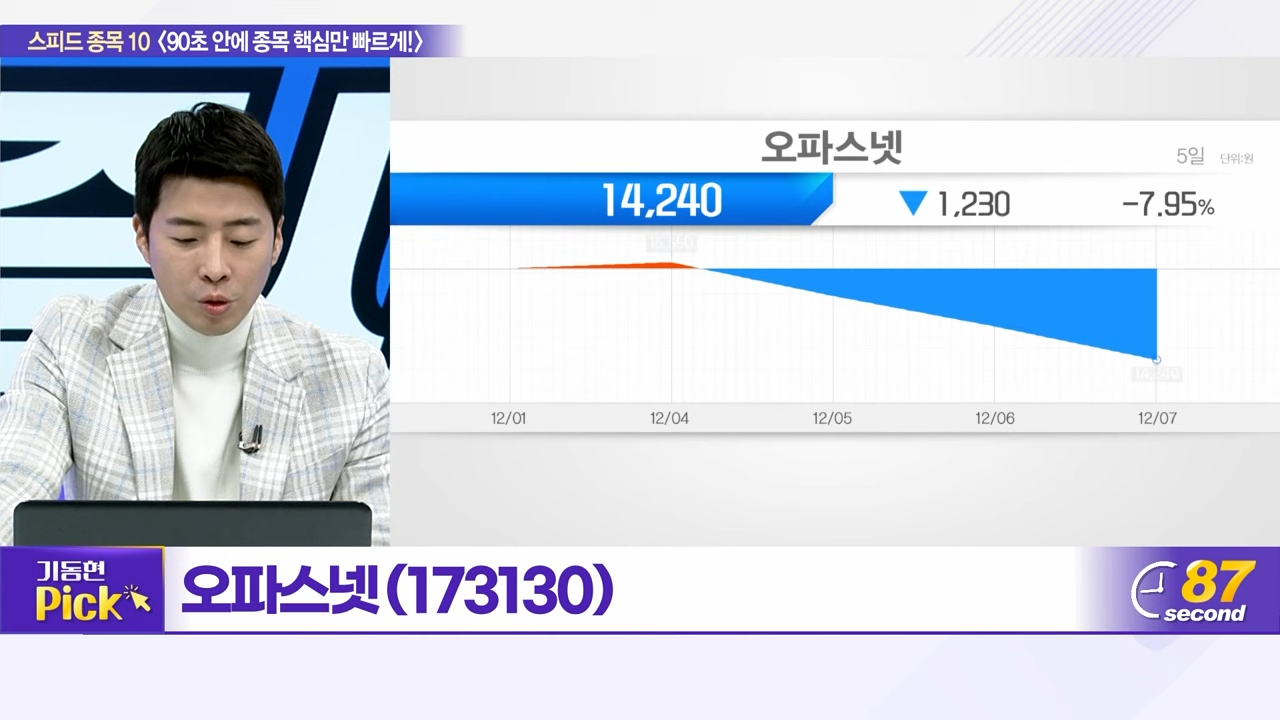 스피드 종목 10 〈90초 안에 종목 핵심만 빠르게!〉
오파스넷
5일 단위:원
14,240 ▼ 1,230 -7.95%
12/01 12/04 12/05 12/06 12/07
기동현
Pick
오파스넷(173130)
87
second